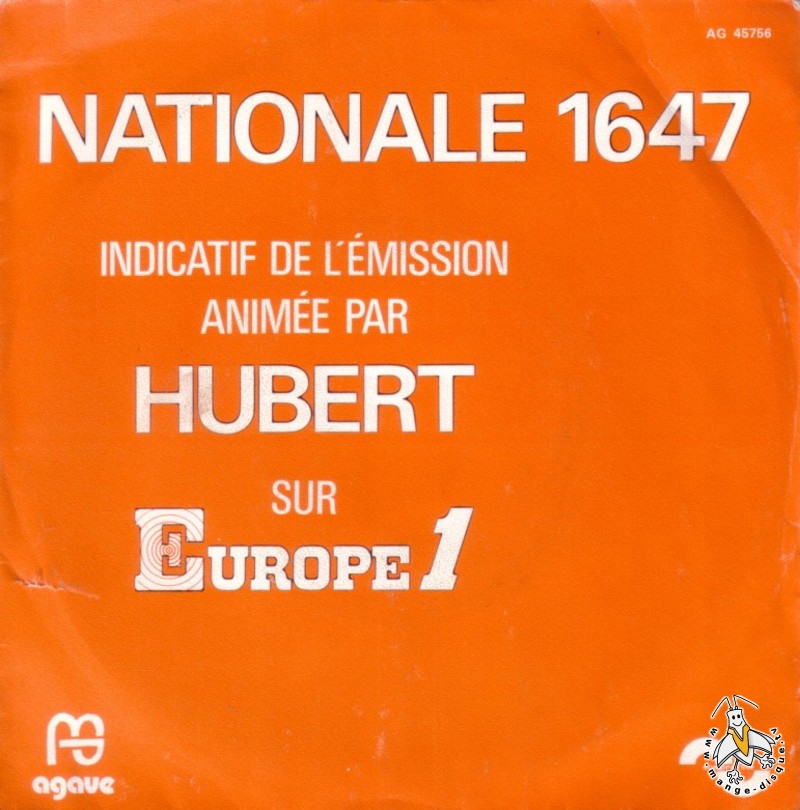 AG 45756
NATIONALE 1647
INDICATIF DE L'ÉMISSION
ANIMÉE PAR
HUBERT
SUR
EUROPE 1
agave
www.mange-disque.tv